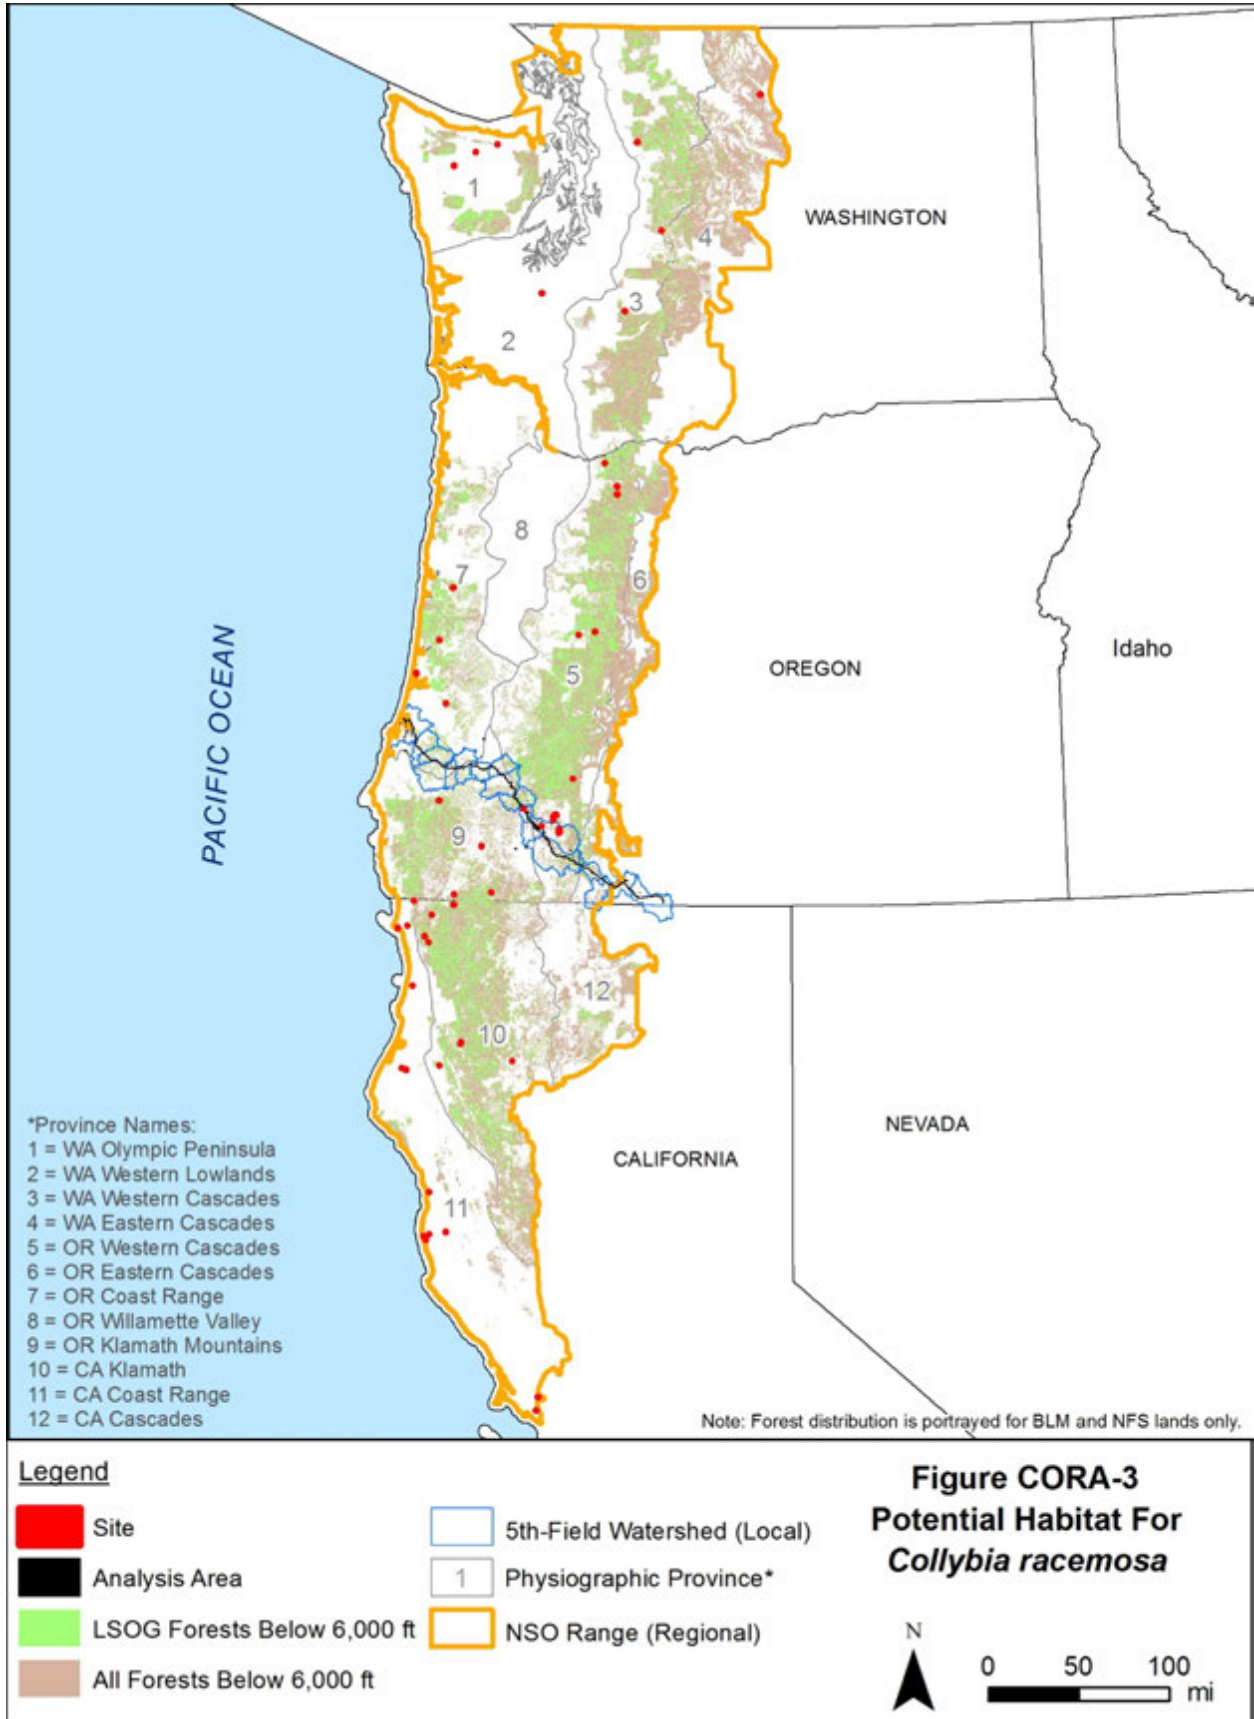 WASHINGTON
1
4
3
2
8
7
6
PACIFIC OCEAN
5
OREGON
Idaho
9
12
10
NEVADA
CALIFORNIA
11
*Province Names:
1 = WA Olympic Peninsula
2 = WA Western Lowlands
3 = WA Western Cascades
4 = WA Eastern Cascades
5 = OR Western Cascades
6 = OR Eastern Cascades
7 = OR Coast Range
8 = OR Willamette Valley
9 = OR Klamath Mountains
10 = CA Klamath
11 = CA Coast Range
12 = CA Cascades
Note: Forest distribution is portrayed for BLM and NFS lands only.
Legend
Site
Analysis Area
LSOG Forests Below 6,000 ft
All Forests Below 6,000 ft
5th-Field Watershed (Local)
1 Physiographic Province*
NSO Range (Regional)
Figure CORA-3
Potential Habitat For
Collybia racemosa
N
0 50 100
mi